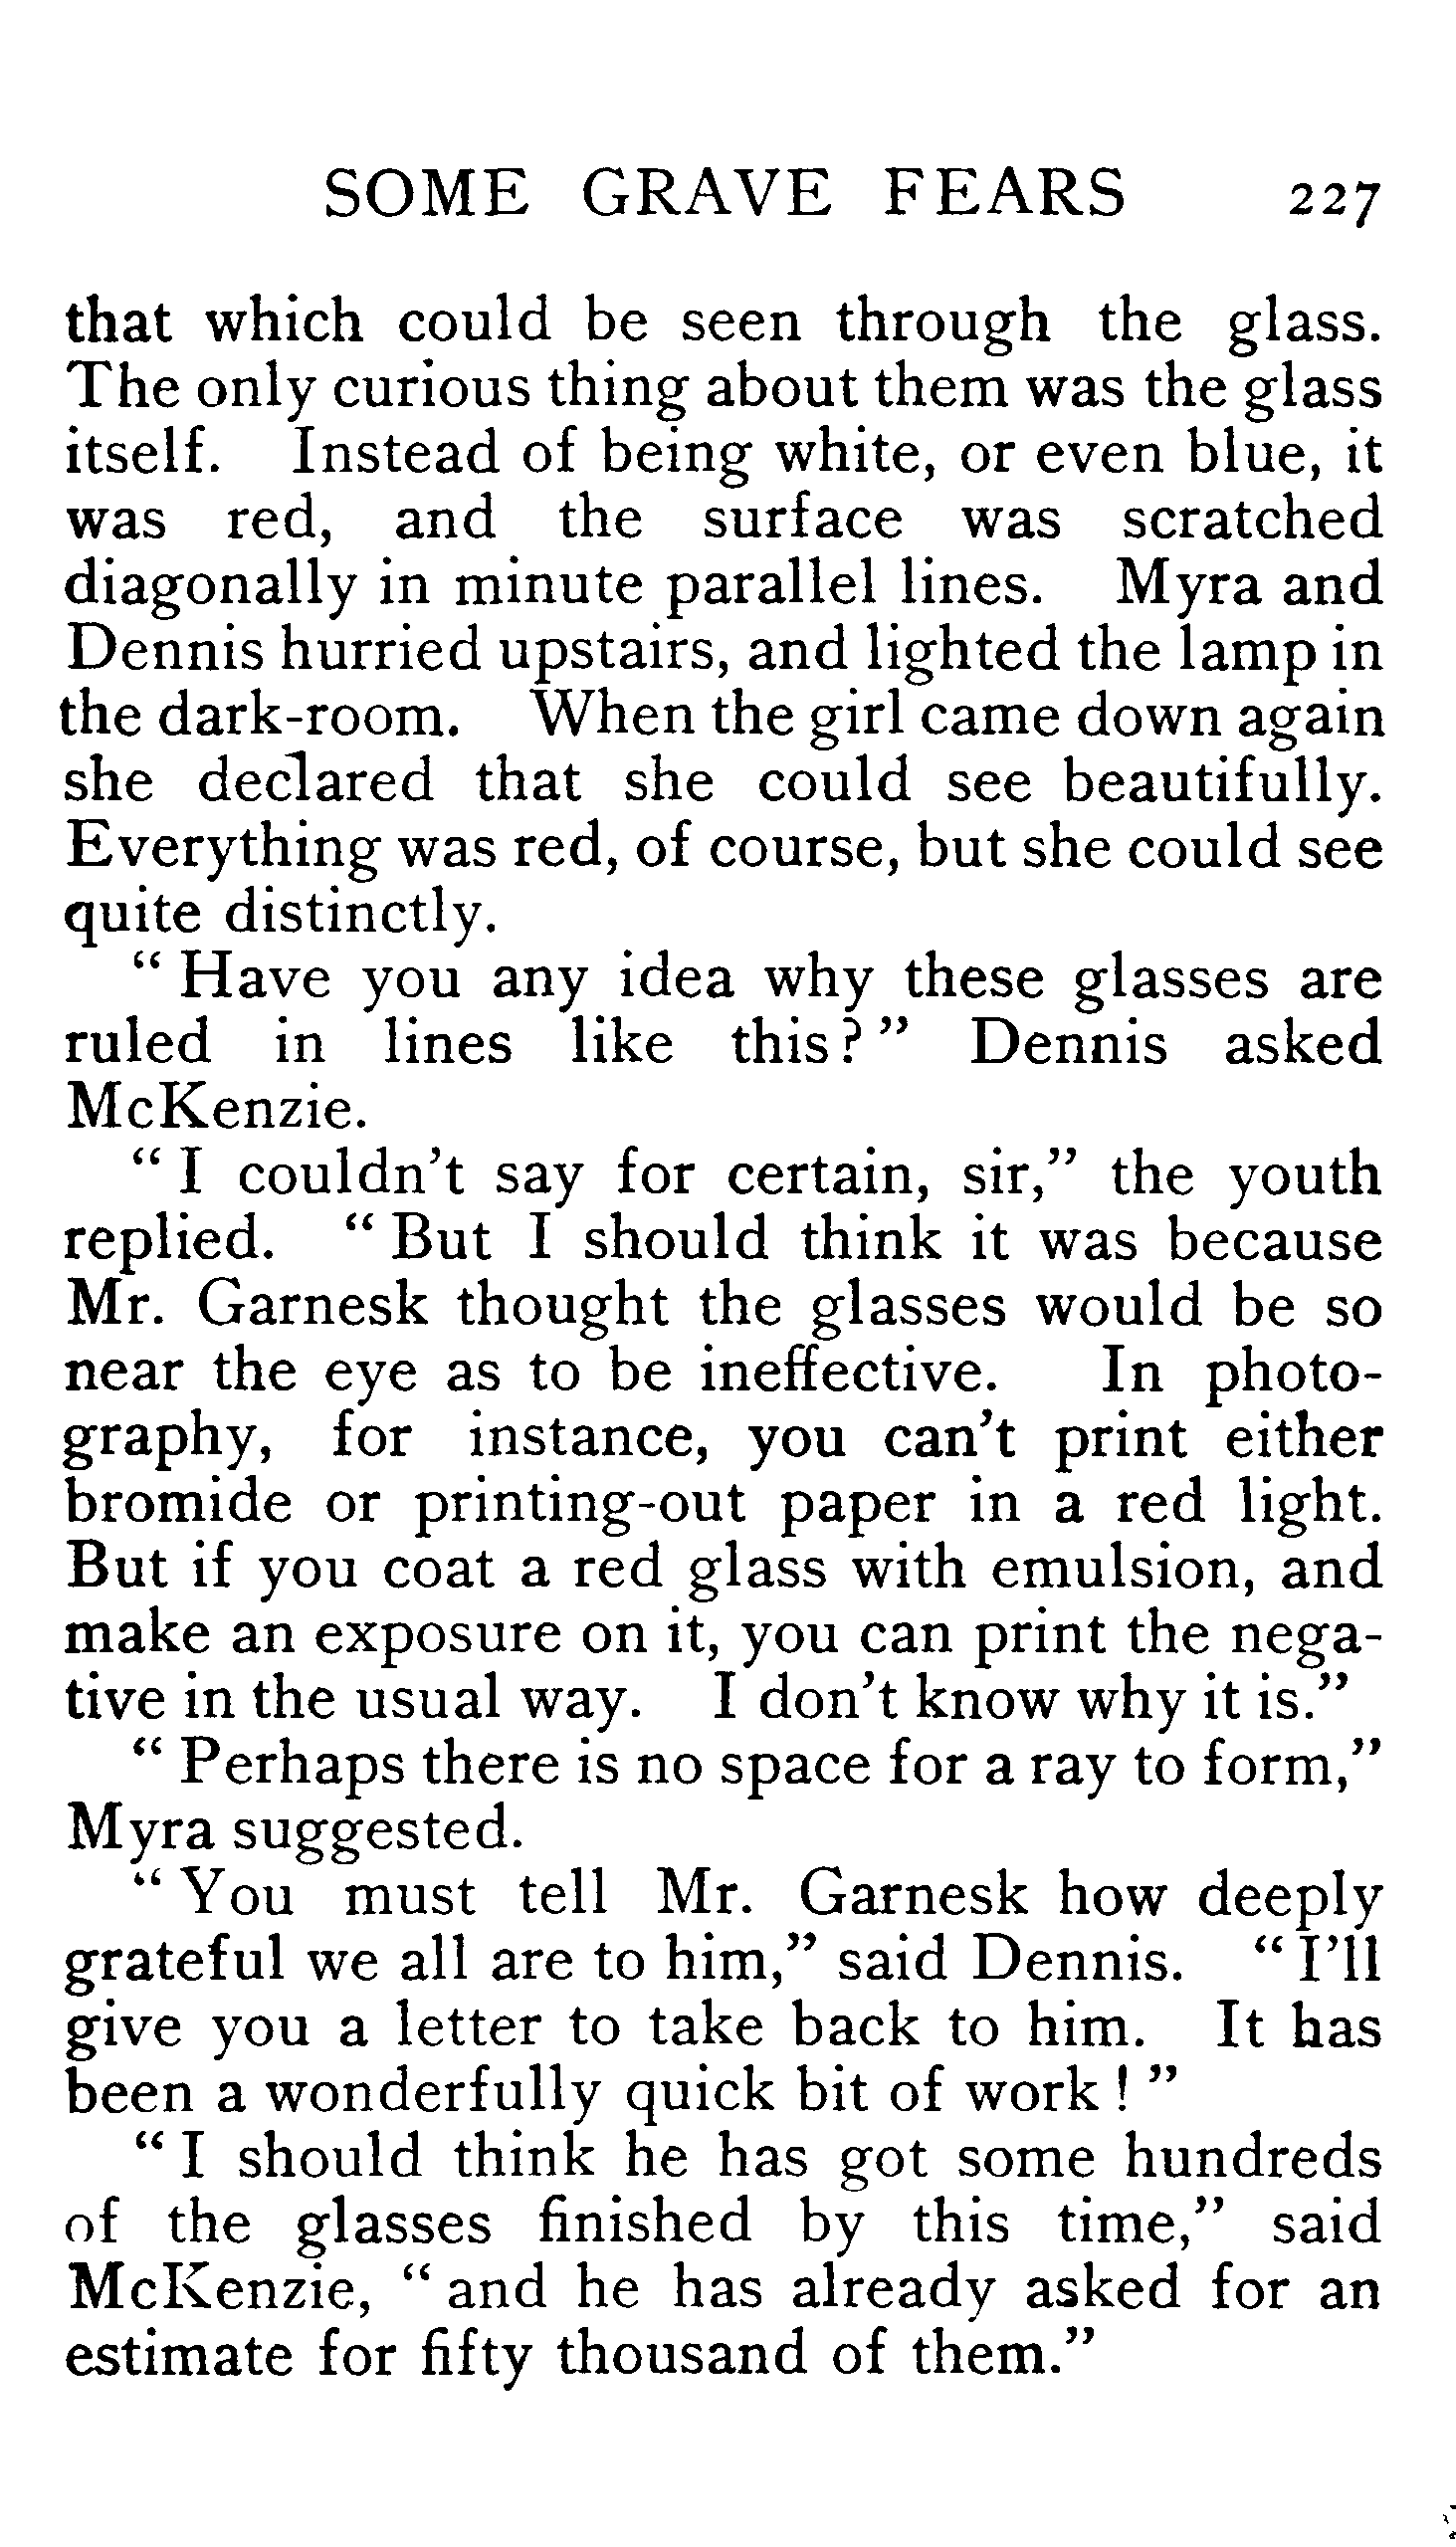 SOME GRAVE FEARS 227
that which could be seen through the glass.
The only curious thing about them was the glass
itself. Instead of being white, or even blue, it
was red, and the surface was scratched
diagonally in minute parallel lines. Myra and
Dennis hurried upstairs, and lighted the lamp in
the dark-room. When the girl came down again
she declared that she could see beautifully.
Everything was red, of course, but she could see
quite distinctly.
“ Have you any idea why these glasses are
ruled in lines like this? ” Dennis asked
McKenzie.
“ I couldn’t say for certain, sir,” the youth
replied. “ But I should think it was because
Mr. Garnesk thought the glasses would be so
near the eye as to be ineffective. In photo-
graphy, for instance, you can’t print either
bromide or printing-out paper in a red light.
But if you coat a red glass with emulsion, and
make an exposure on it, you can print the nega-
tive in the usual way. I don’t know why it is.”
“ Perhaps there is no space for a ray to form,”
Myra suggested.
“ You must tell Mr. Garnesk how deeply
grateful we all are to him,” said Dennis. “ I’ll
give you a letter to take back to him. It has
been a wonderfully quick bit of work ! ”
“ I should think he has got some hundreds
of the glasses finished by this time,” said
McKenzie, “ and he has already asked for an
estimate for fifty thousand of them.”